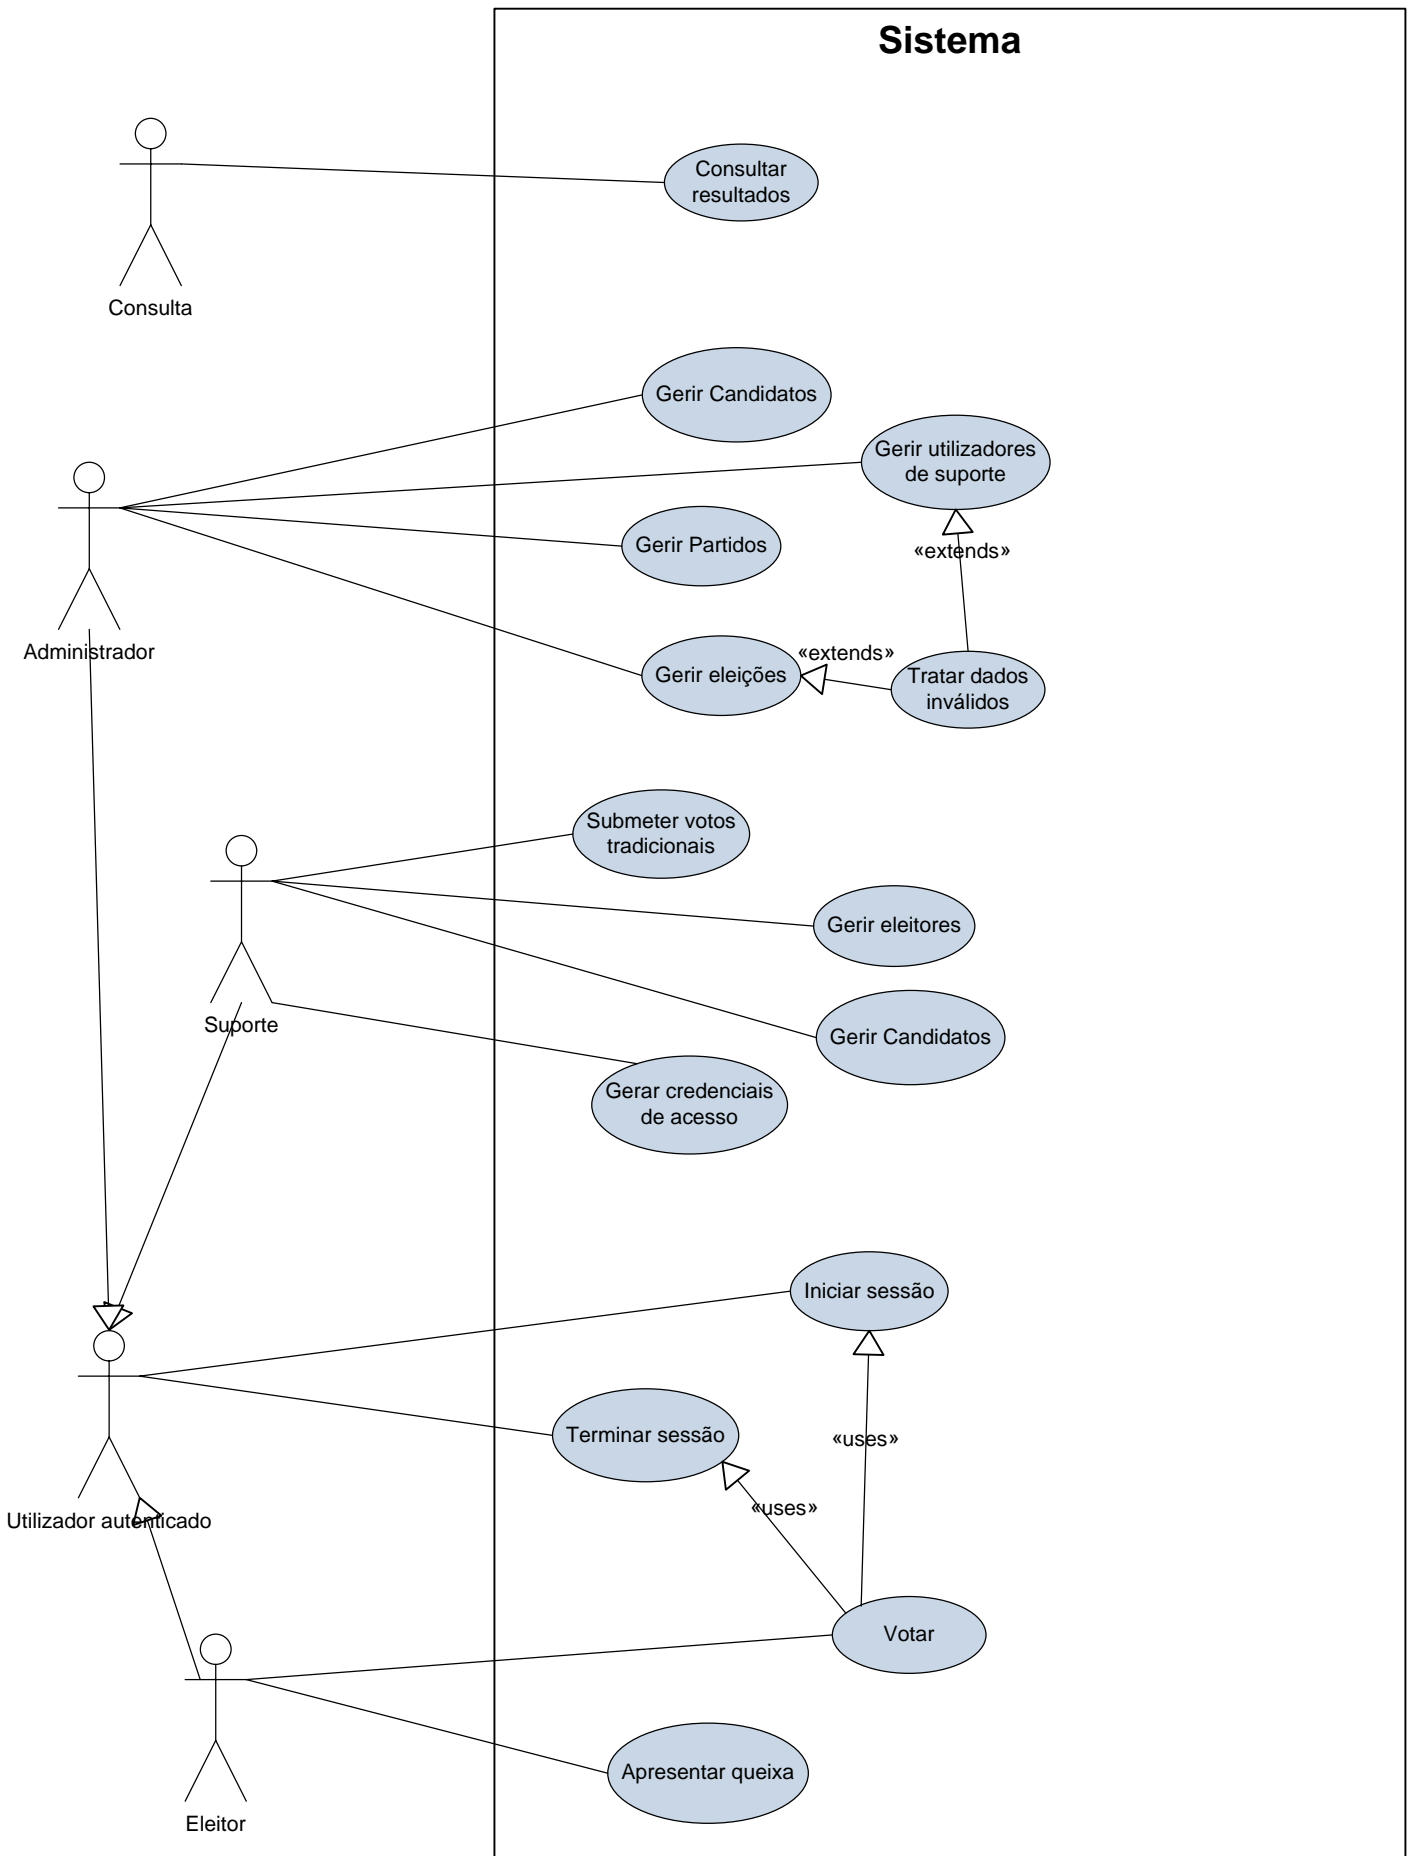 Sistema
Consultar
resultados
Consulta
Gerir Candidatos
Gerir utilizadores
de suporte
Gerir Partidos
«extends»
Administrador
Gerir eleições
«extends»
Tratar dados
inválidos
Submeter votos
tradicionais
Gerir eleitores
Suporte
Gerir Candidatos
Gerar credenciais
de acesso
Iniciar sessão
Terminar sessão
«uses»
«uses»
Utilizador autenticado
Votar
Apresentar queixa
Eleitor